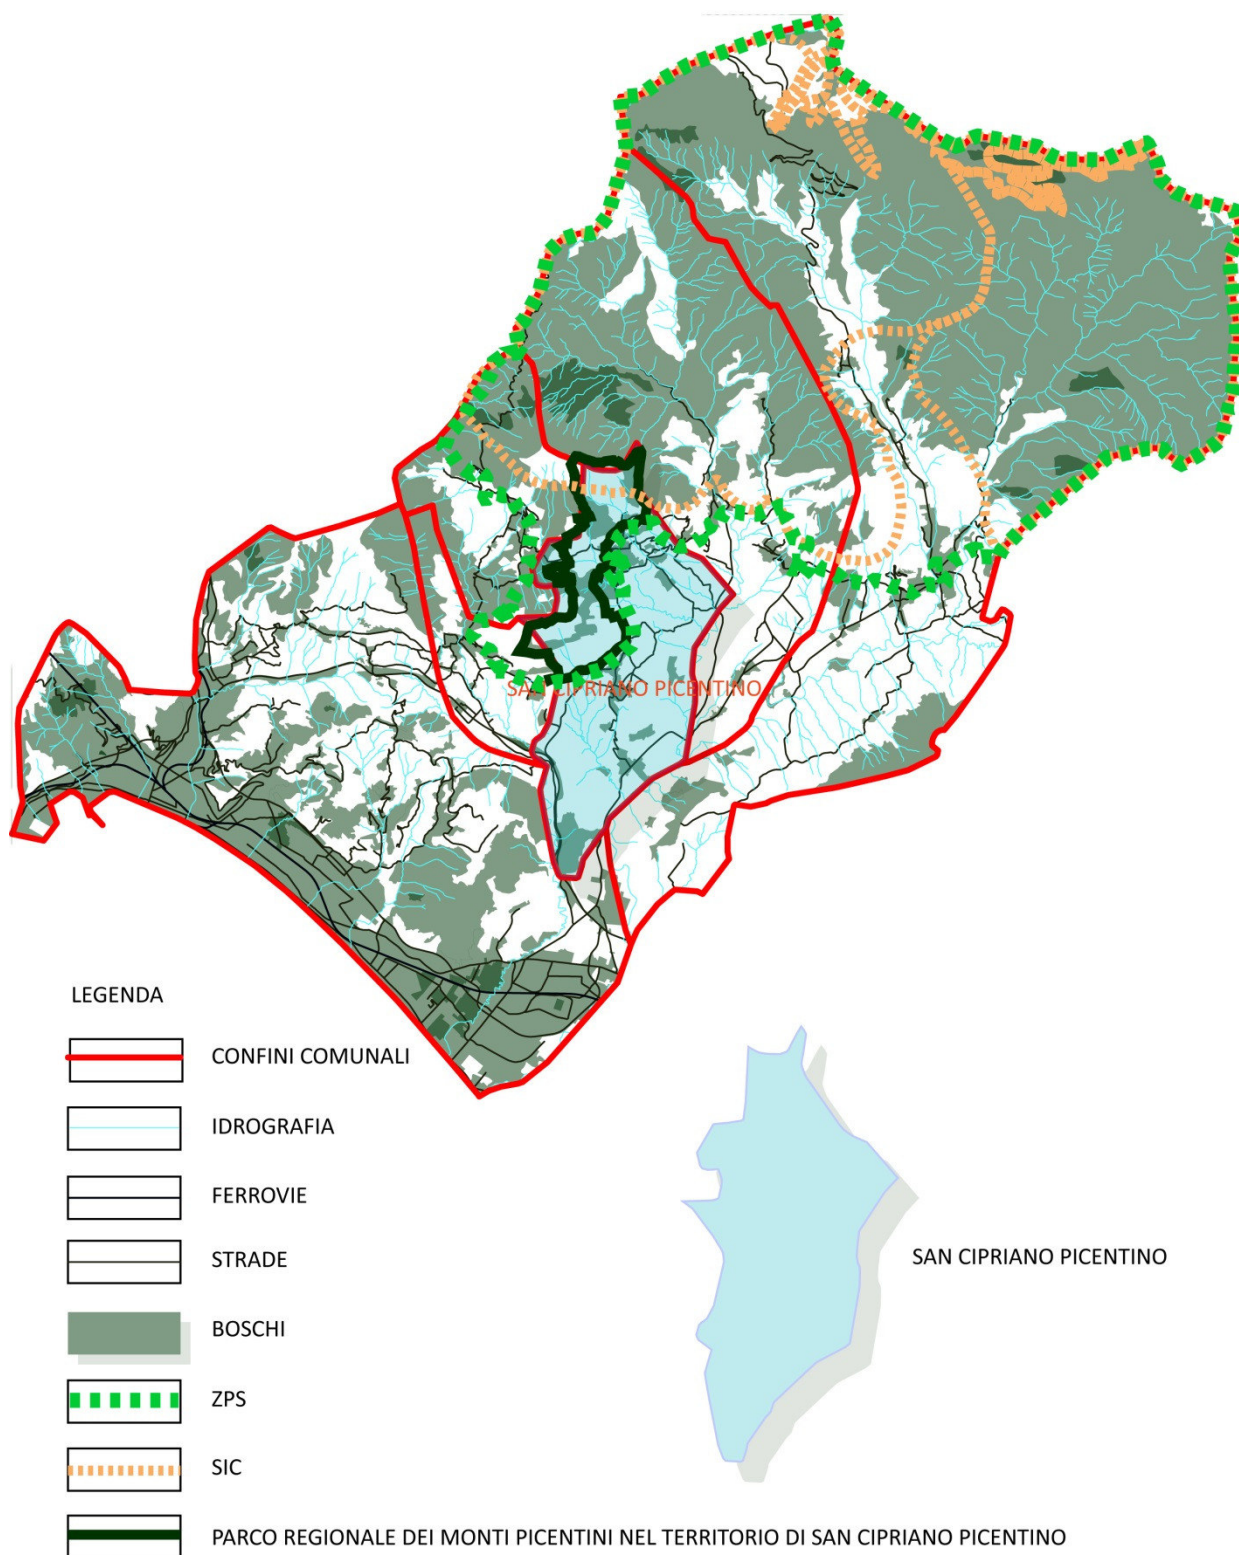 SAN CIPRIANO PICENTINO
LEGENDA
CONFINI COMUNALI
IDROGRAFIA
FERROVIE
STRADE
BOSCHI
ZPS
SIC
PARCO REGIONALE DEI MONTI PICENTINI NEL TERRITORIO DI SAN CIPRIANO PICENTINO
SAN CIPRIANO PICENTINO